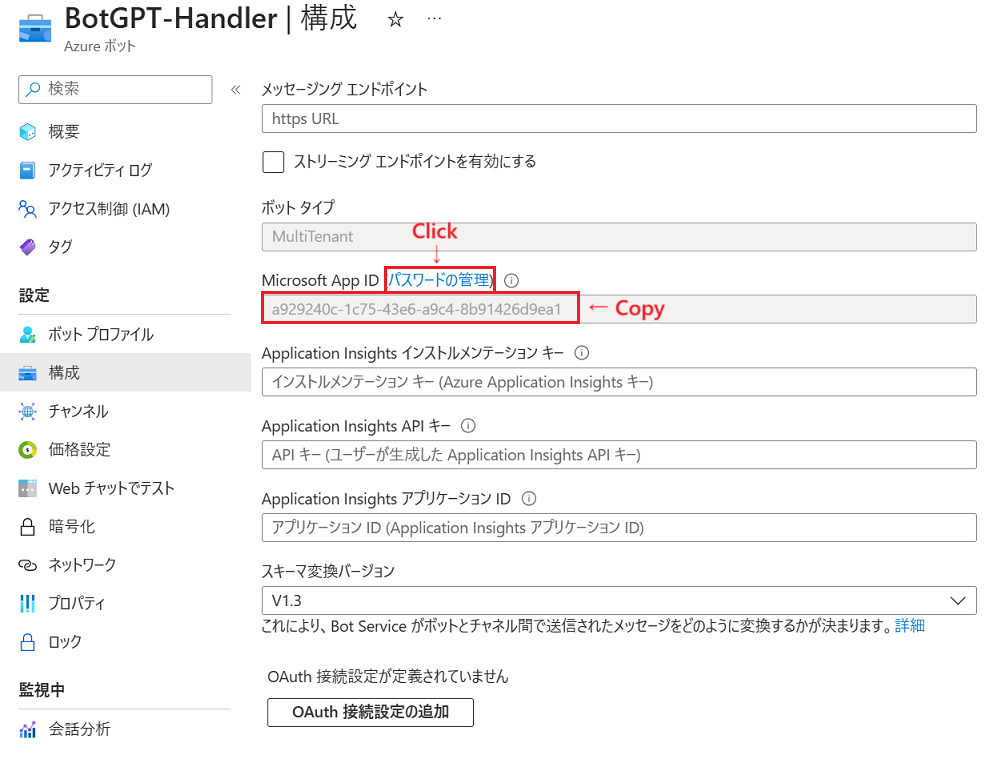 BotGPT-Handler | 構成 ☆ …
Azure ボット
検索
«
概要
アクティビティ ログ
アクセス制御 (IAM)
タグ
設定
ボット プロファイル
構成
チャンネル
価格設定
Web チャットでテスト
暗号化
ネットワーク
プロパティ
ロック
監視中
会話分析
メッセージング エンドポイント
https URL
ストリーミング エンドポイントを有効にする
ボット タイプ
MultiTenant
Click
↓
Microsoft App ID (パスワードの管理)
a929240c-1c75-43e6-a9c4-8b91426d9ea1
← Copy
Application Insights インストルメンテーション キー
インストルメンテーション キー (Azure Application Insights キー)
Application Insights API キー
API キー (ユーザーが生成した Application Insights API キー)
Application Insights アプリケーション ID
アプリケーション ID (Application Insights アプリケーション ID)
スキーマ変換バージョン
V1.3
これにより、Bot Service がボットとチャネル間で送信されたメッセージをどのように変換するかが決まります。詳細
OAuth 接続設定が定義されていません
OAuth 接続設定の追加